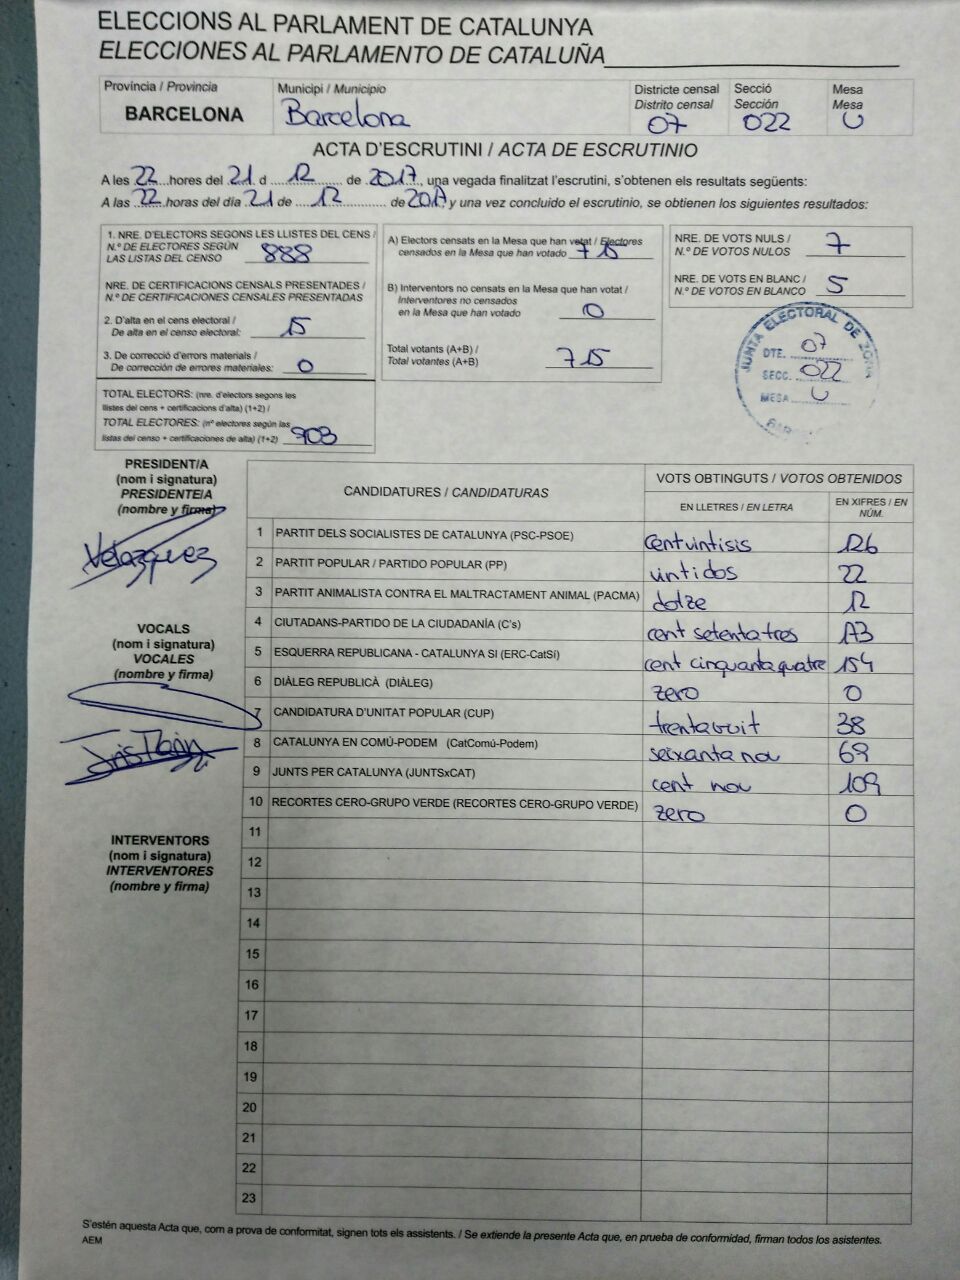 ELECCIONS AL PARLAMENT DE CATALUNYA
ELECCIONES AL PARLAMENTO DE CATALUÑA
Província / Provincia
BARCELONA
Municipi / Municipio
Barcelona
Districte censal
Distrito censal
07
Secció
Sección
022
Mesa
Mesa
U
ACTA D'ESCRUTINI / ACTA DE ESCRUTINIO
A les 22 hores del 21 d 12 de 2017, una vegada finalitzat l'escrutini, s'obtenen els resultats següents:
A las 22 horas del día 21 de 12 de 2017 y una vez concluido el escrutinio, se obtienen los siguientes resultados:
1. NRE. D'ELECTORS SEGONS LES LLISTES DEL CENS /
N.º DE ELECTORES SEGÚN
LAS LISTAS DEL CENSO 888
NRE. DE CERTIFICACIONS CENSALS PRESENTADES /
N.º DE CERTIFICACIONES CENSALES PRESENTADAS
2. D'alta en el cens electoral /
De alta en el censo electoral: 15
3. De correcció d'errors materials /
De corrección de errores materiales: 0
TOTAL ELECTORS: (nre. d'electors segons les
llistes del cens + certificacions d'alta) (1+2) /
TOTAL ELECTORES: (nº electores según las
listas del censo + certificaciones de alta) (1+2) 903
A) Electors censats en la Mesa que han votat / Electores
censados en la Mesa que han votado 715
B) Interventors no censats en la Mesa que han votat /
Interventores no censados
en la Mesa que han votado 0
Total votants (A+B) /
Total votantes (A+B) 715
NRE. DE VOTS NULS /
N.º DE VOTOS NULOS 7
NRE. DE VOTS EN BLANC /
N.º DE VOTOS EN BLANCO 5
JUNTA ELECTORAL DE ZONA
DTE. 07
SECC. 022
MESA U
PRESIDENT/A
(nom i signatura)
PRESIDENTE/A
(nombre y firma)
Velazquez
VOCALS
(nom i signatura)
VOCALES
(nombre y firma)
INTERVENTORS
(nom i signatura)
INTERVENTORES
(nombre y firma)
CANDIDATURES / CANDIDATURAS
VOTS OBTINGUTS / VOTOS OBTENIDOS
EN LLETRES / EN LETRA
EN XIFRES / EN NÚM.
1 PARTIT DELS SOCIALISTES DE CATALUNYA (PSC-PSOE) centvintisis 126
2 PARTIT POPULAR / PARTIDO POPULAR (PP) vintidos 22
3 PARTIT ANIMALISTA CONTRA EL MALTRACTAMENT ANIMAL (PACMA) dotze 12
4 CIUTADANS-PARTIDO DE LA CIUDADANÍA (C's) cent setenta tres 173
5 ESQUERRA REPUBLICANA - CATALUNYA SI (ERC-CatSí) cent cinquanta quatre 154
6 DIÀLEG REPUBLICÀ (DIÀLEG) zero 0
7 CANDIDATURA D'UNITAT POPULAR (CUP) trentavuit 38
8 CATALUNYA EN COMÚ-PODEM (CatComú-Podem) seixanta nou 69
9 JUNTS PER CATALUNYA (JUNTSxCAT) cent nou 109
10 RECORTES CERO-GRUPO VERDE (RECORTES CERO-GRUPO VERDE) zero 0
11
12
13
14
15
16
17
18
19
20
21
22
23
S'estén aquesta Acta que, com a prova de conformitat, signen tots els assistents. / Se extiende la presente Acta que, en prueba de conformidad, firman todos los asistentes.
AEM